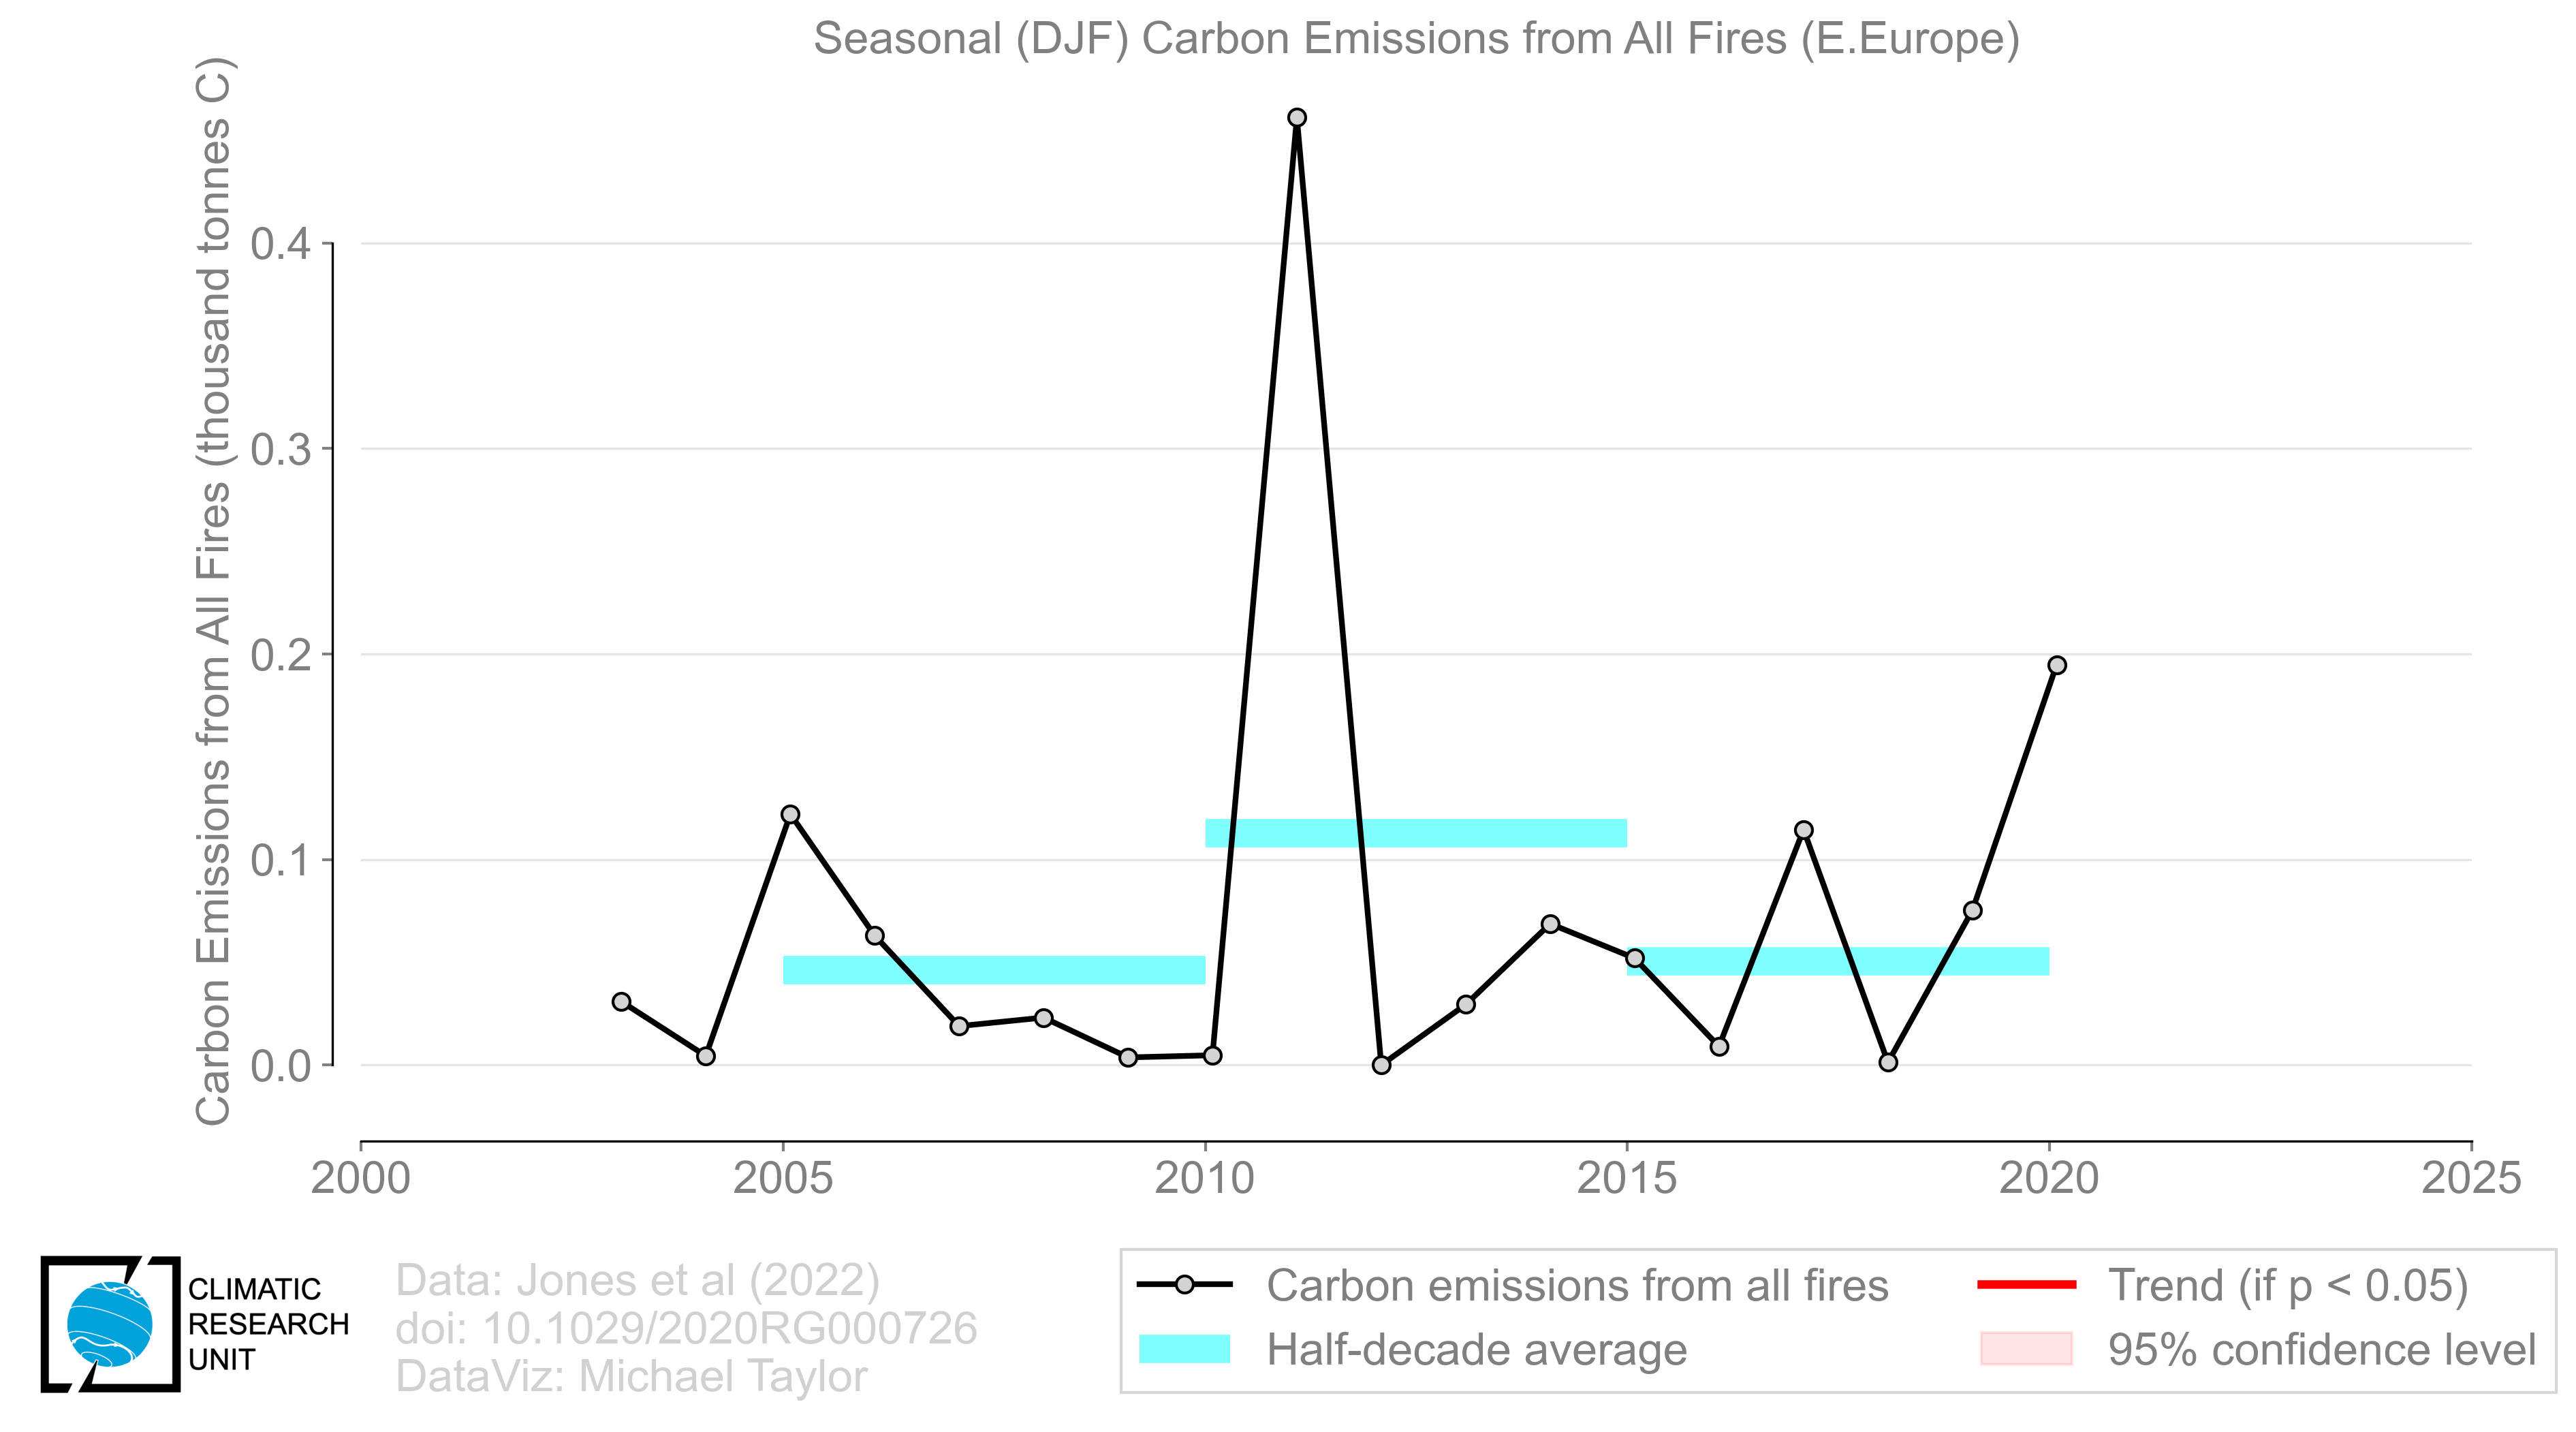 Seasonal (DJF) Carbon Emissions from All Fires (E.Europe)
Carbon Emissions from All Fires (thousand tonnes C)
0.4
0.3
0.2
0.1
0.0
2000
2005
2010
2015
2020
2025
CLIMATIC
RESEARCH
UNIT
Data: Jones et al (2022)
doi: 10.1029/2020RG000726
DataViz: Michael Taylor
Carbon emissions from all fires
Half-decade average
Trend (if p < 0.05)
95% confidence level